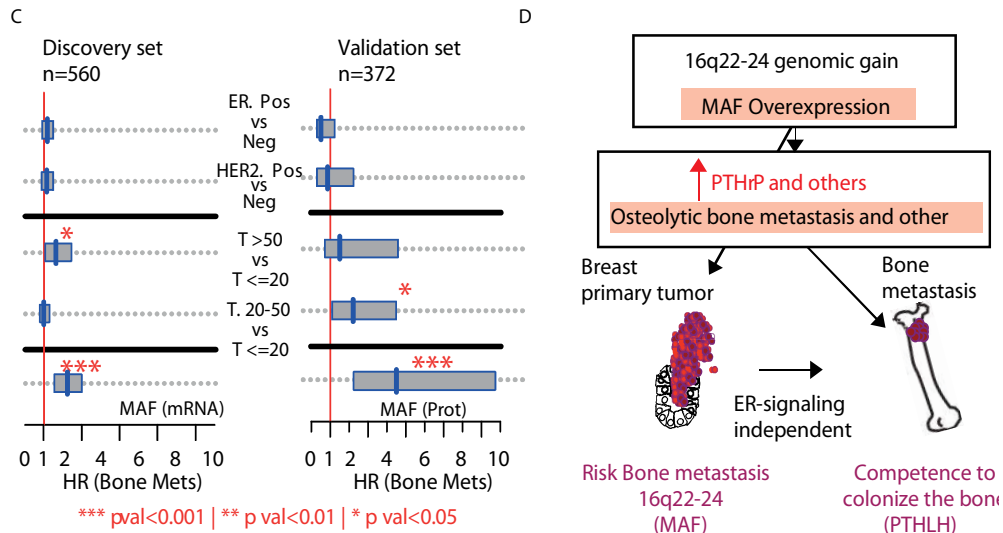 C
Discovery set
n=560
Validation set
n=372
ER. Pos
vs
Neg
HER2. Pos
vs
Neg
*
T >50
vs
T <=20
*
T. 20-50
vs
T <=20
***
***
MAF (mRNA)
MAF (Prot)
0 1 2 4 6 8 10
0 1 2 4 6 8 10
HR (Bone Mets)
HR (Bone Mets)
*** pval<0.001 | ** p val<0.01 | * p val<0.05
D
16q22-24 genomic gain
MAF Overexpression
PTHrP and others
Osteolytic bone metastasis and other
Breast
primary tumor
Bone
metastasis
ER-signaling
independent
Risk Bone metastasis
16q22-24
(MAF)
Competence to
colonize the bone
(PTHLH)